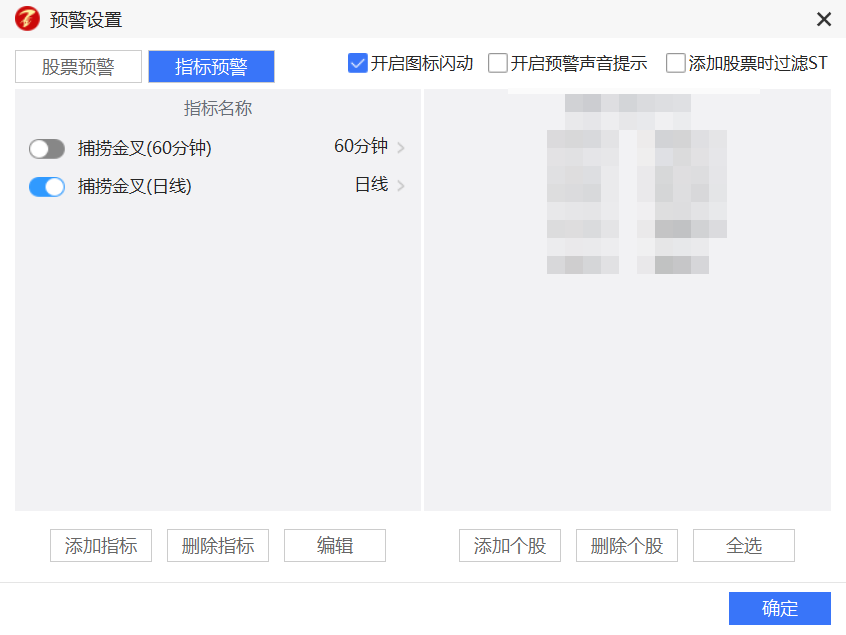 预警设置
股票预警 指标预警 开启图标闪动 开启预警声音提示 添加股票时过滤ST
指标名称
捕捞金叉(60分钟) 60分钟
捕捞金叉(日线) 日线
添加指标 删除指标 编辑 添加个股 删除个股 全选
确定